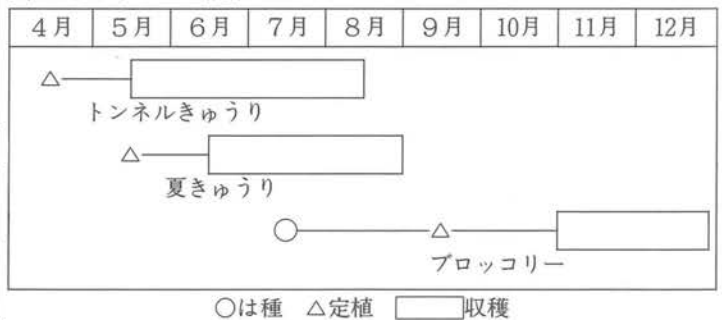 4月 5月 6月 7月 8月 9月 10月 11月 12月
トンネルきゅうり
夏きゅうり
ブロッコリー
○は種 △定植 □収穫